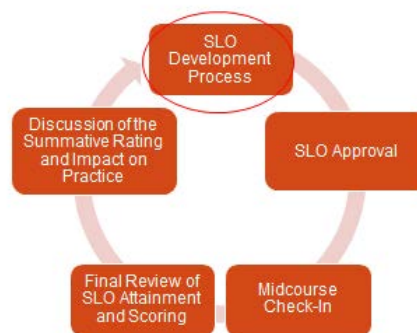 SLO
Development
Process
SLO Approval
Midcourse
Check-In
Final Review of
SLO Attainment
and Scoring
Discussion of the
Summative Rating
and Impact on
Practice